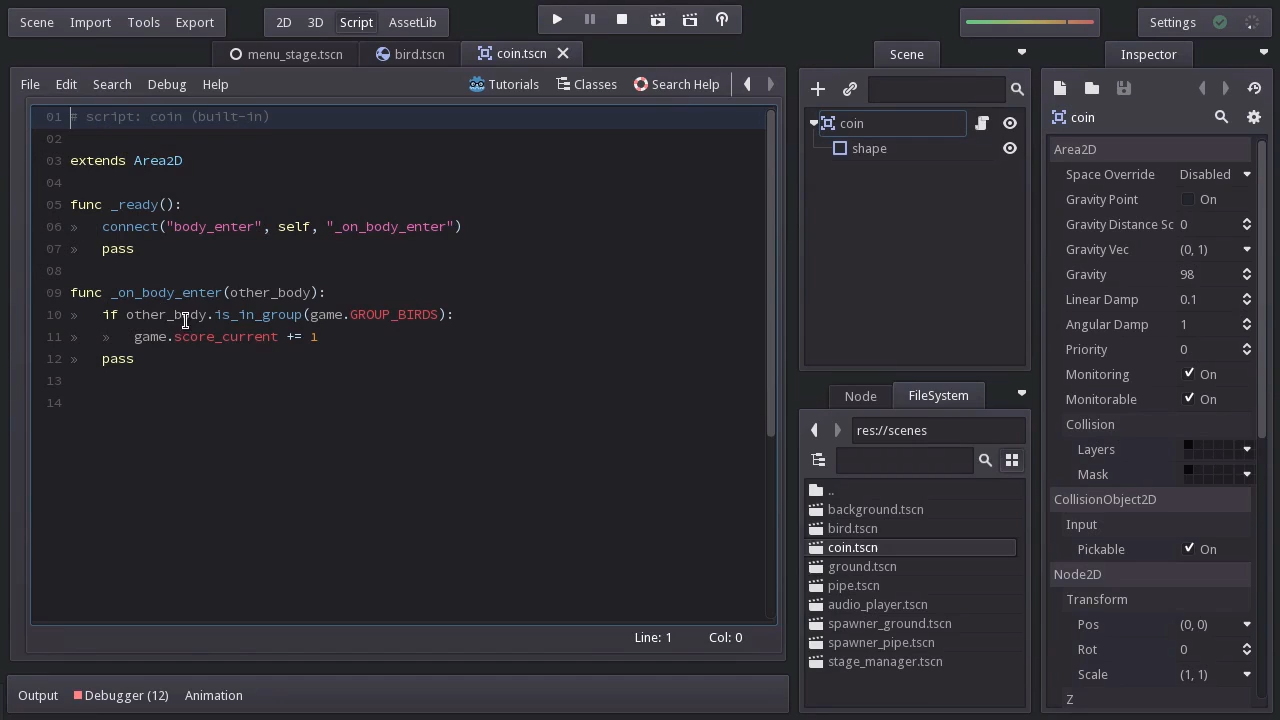 Scene Import Tools Export 2D 3D Script AssetLib Settings
menu_stage.tscn bird.tscn coin.tscn
File Edit Search Debug Help Tutorials Classes Search Help
01 # script: coin (built-in)
02
03 extends Area2D
04
05 func _ready():
06 » connect("body_enter", self, "_on_body_enter")
07 » pass
08
09 func _on_body_enter(other_body):
10 » if other_body.is_in_group(game.GROUP_BIRDS):
11 » » game.score_current += 1
12 » pass
13
14
Line: 1 Col: 0
Output Debugger (12) Animation
Scene
coin
shape
Node FileSystem
res://scenes
..
background.tscn
bird.tscn
coin.tscn
ground.tscn
pipe.tscn
audio_player.tscn
spawner_ground.tscn
spawner_pipe.tscn
stage_manager.tscn
Inspector
coin
Area2D
Space Override Disabled
Gravity Point On
Gravity Distance Sc 0
Gravity Vec (0, 1)
Gravity 98
Linear Damp 0.1
Angular Damp 1
Priority 0
Monitoring On
Monitorable On
Collision
Layers
Mask
CollisionObject2D
Input
Pickable On
Node2D
Transform
Pos (0, 0)
Rot 0
Scale (1, 1)
Z